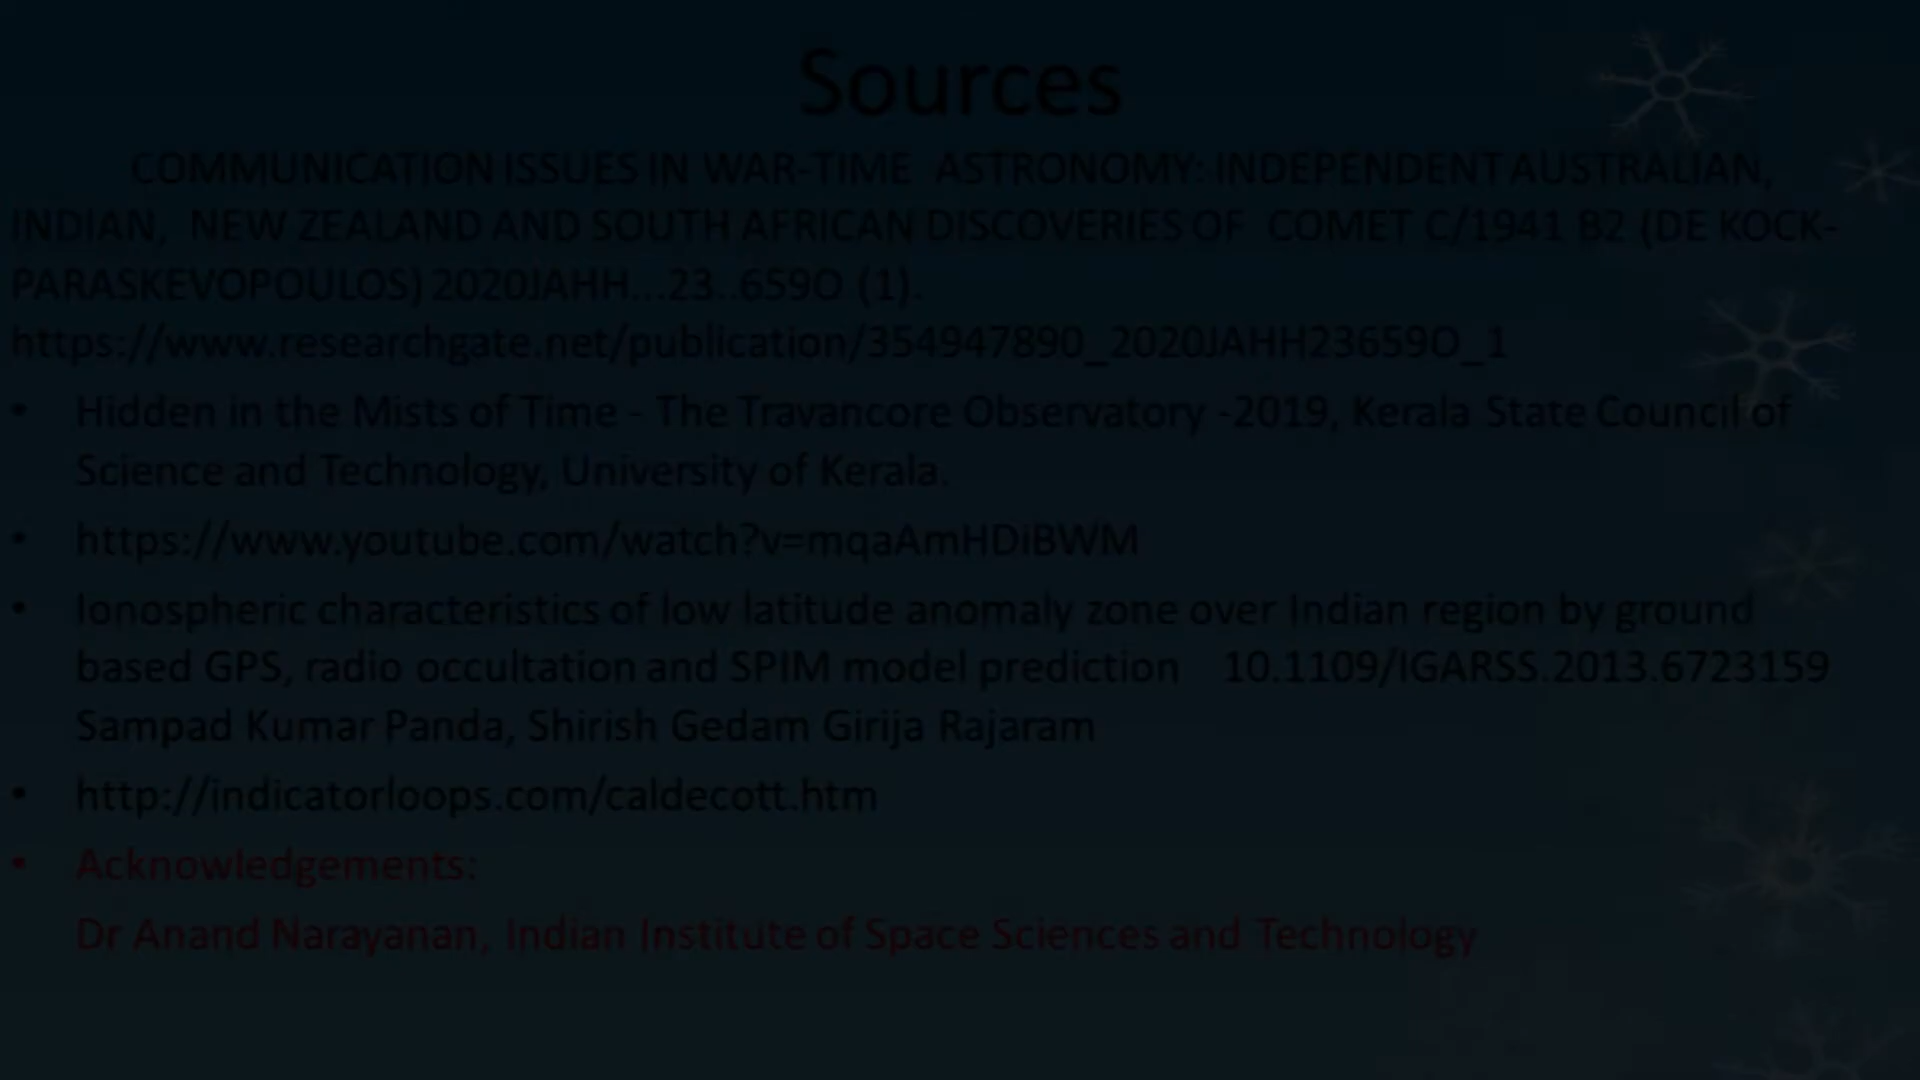 Sources
COMMUNICATION ISSUES IN WAR-TIME ASTRONOMY: INDEPENDENT AUSTRALIAN,
INDIAN, NEW ZEALAND AND SOUTH AFRICAN DISCOVERIES OF COMET C/1941 B2 (DE KOCK-
PARASKEVOPOULOS) 2020JAHH...23..659O (1).
https://www.researchgate.net/publication/354947890_2020JAHH23659O_1
• Hidden in the Mists of Time - The Travancore Observatory -2019, Kerala State Council of
Science and Technology, University of Kerala.
• https://www.youtube.com/watch?v=mqaAmHDiBWM
• Ionospheric characteristics of low latitude anomaly zone over Indian region by ground
based GPS, radio occultation and SPIM model prediction 10.1109/IGARSS.2013.6723159
Sampad Kumar Panda, Shirish Gedam Girija Rajaram
• http://indicatorloops.com/caldecott.htm
• Acknowledgements:
Dr Anand Narayanan, Indian Institute of Space Sciences and Technology